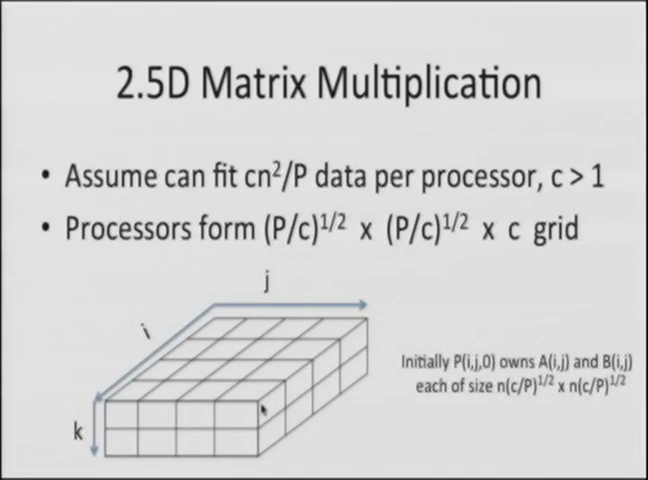 2.5D Matrix Multiplication
• Assume can fit cn²/P data per processor, c > 1
• Processors form (P/c)^1/2 x (P/c)^1/2 x c grid
j
i
k
Initially P(i,j,0) owns A(i,j) and B(i,j)
each of size n(c/P)^1/2 x n(c/P)^1/2